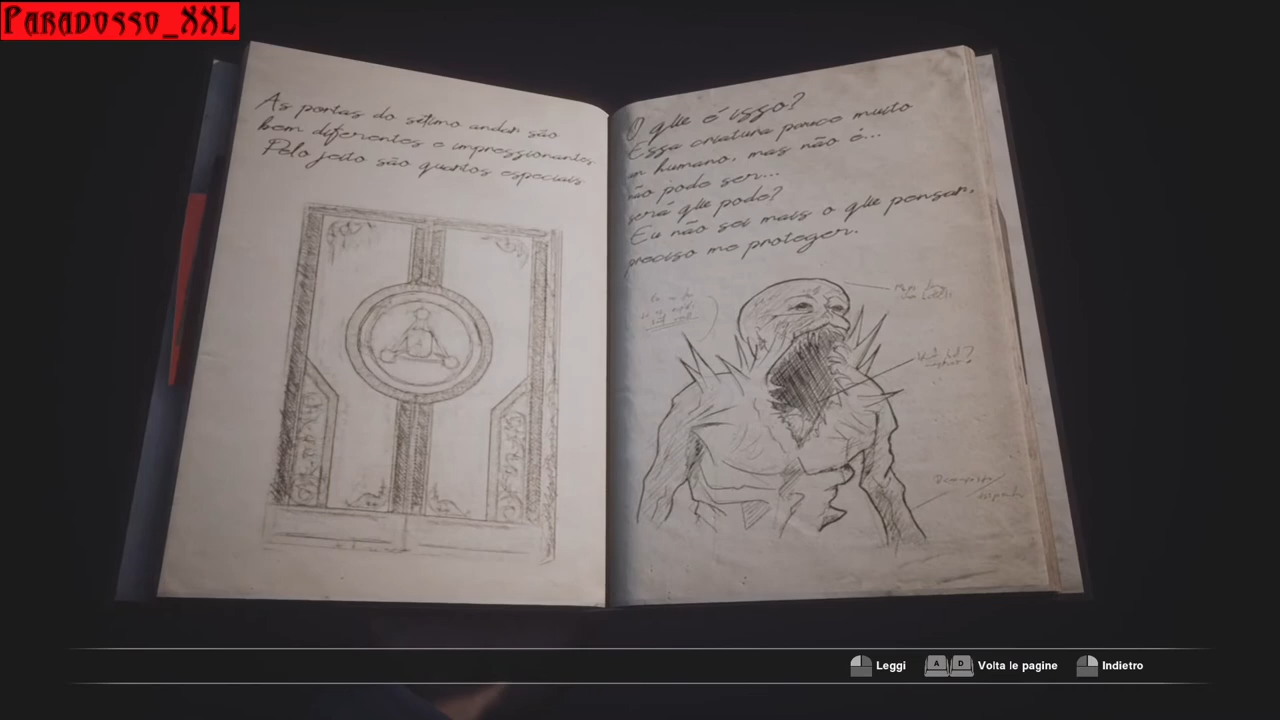 Paradosso_XXL
As portas do sétimo andar são
bem diferentes e impressionantes
Pelo jeito são quartos especiais
O que é isso?
Essa criatura parece muito
um humano, mas não é...
não pode ser...
será que pode?
Eu não sei mais o que pensar,
preciso me proteger.
Leggi
A D Volta le pagine
Indietro